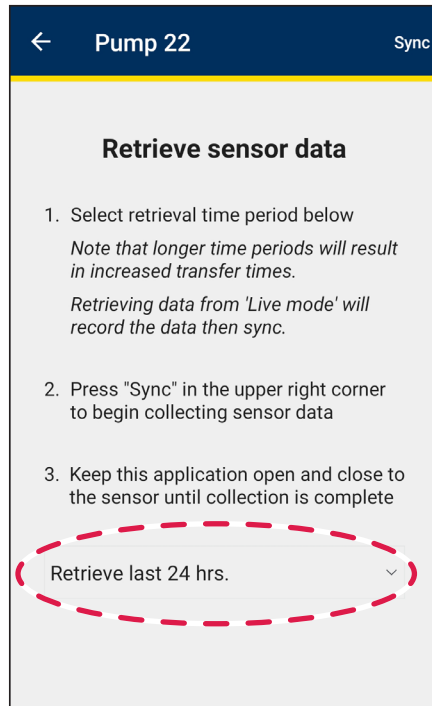 Pump 22
Sync
Retrieve sensor data
1. Select retrieval time period below
Note that longer time periods will result
in increased transfer times.
Retrieving data from 'Live mode' will
record the data then sync.
2. Press "Sync" in the upper right corner
to begin collecting sensor data
3. Keep this application open and close to
the sensor until collection is complete
Retrieve last 24 hrs.